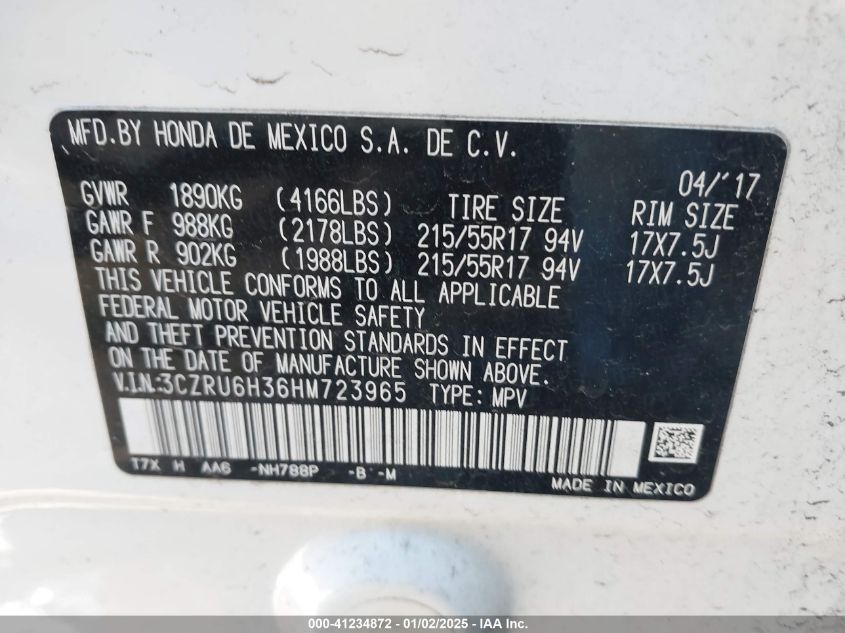 MFD.BY HONDA DE MEXICO S.A. DE C.V.
04/'17
GVWR 1890KG (4166LBS) TIRE SIZE RIM SIZE
GAWR F 988KG (2178LBS) 215/55R17 94V 17X7.5J
GAWR R 902KG (1988LBS) 215/55R17 94V 17X7.5J
THIS VEHICLE CONFORMS TO ALL APPLICABLE
FEDERAL MOTOR VEHICLE SAFETY
AND THEFT PREVENTION STANDARDS IN EFFECT
ON THE DATE OF MANUFACTURE SHOWN ABOVE.
V.I.N.:3CZRU6H36HM723965 TYPE: MPV
T7X H AA6 -NH788P -B -M
MADE IN MEXICO
000-41234872 — 01/02/2025 — IAA Inc.